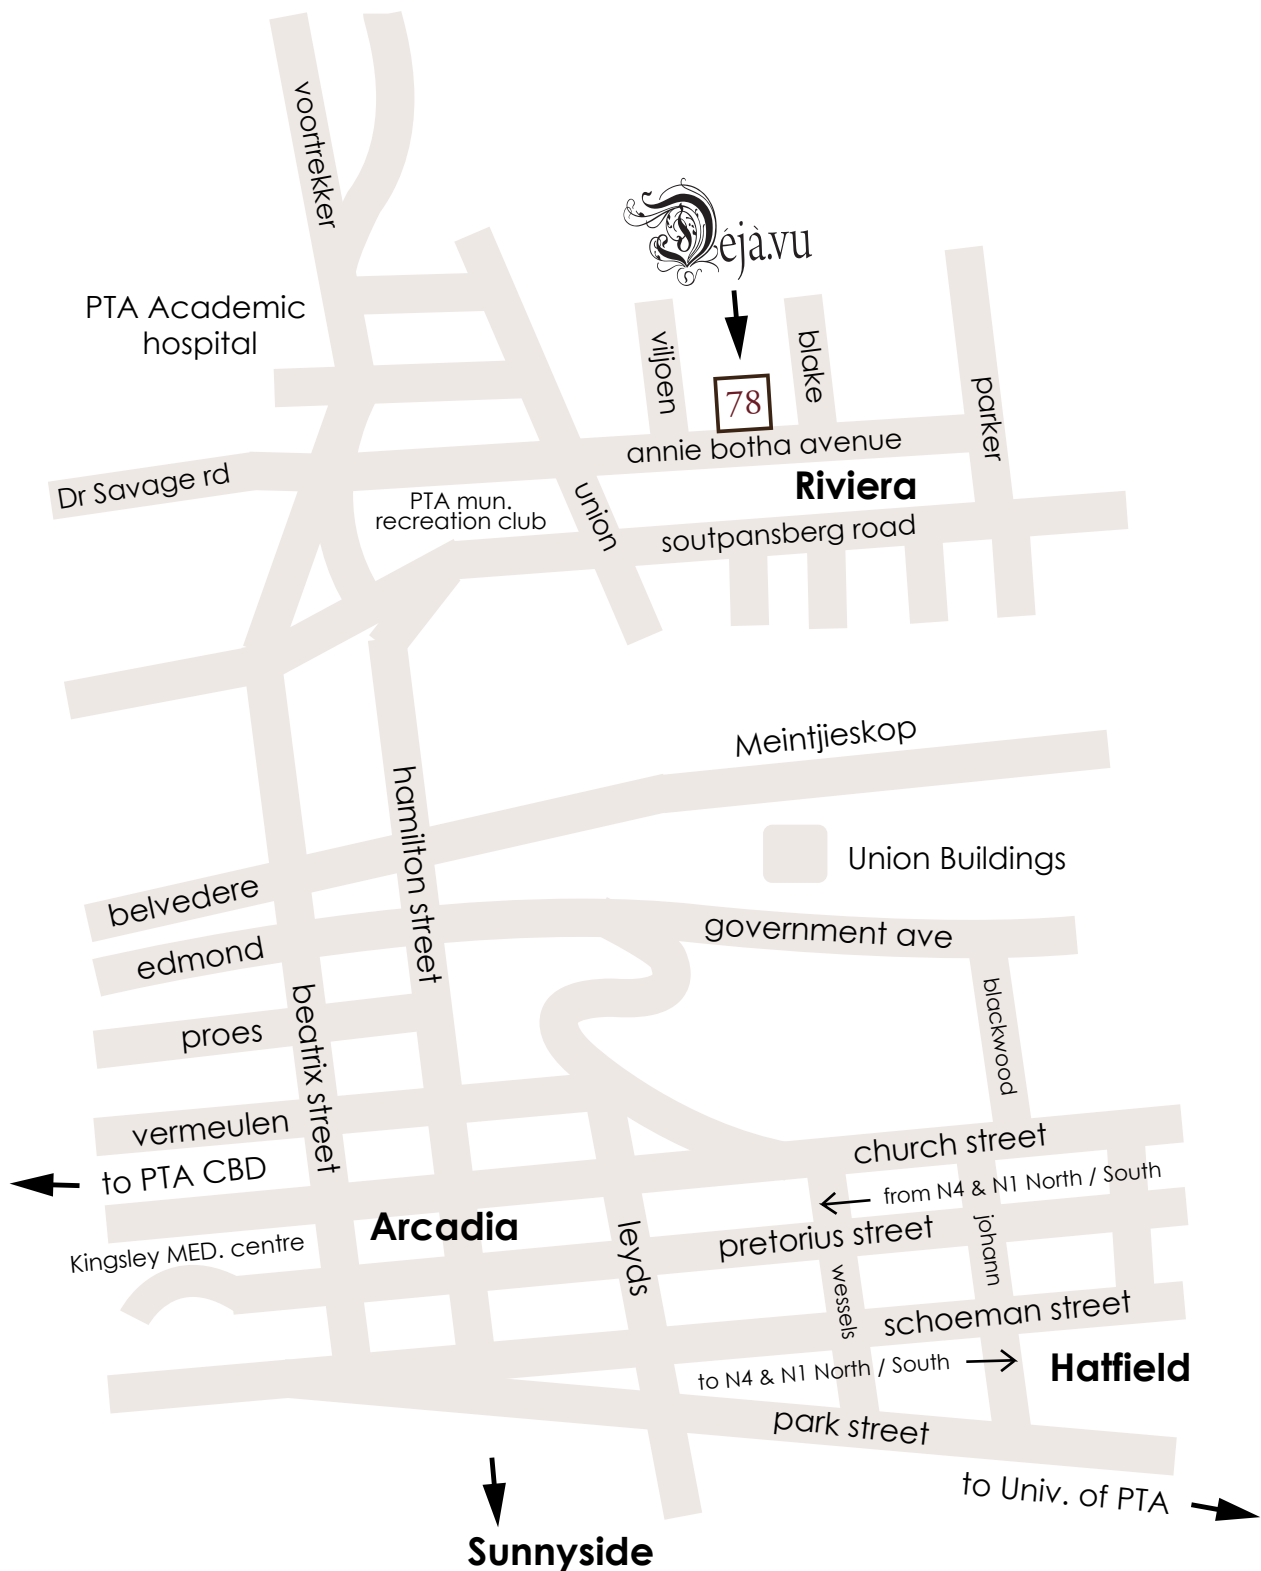 voortrekker
Déjà.vu
PTA Academic
hospital
viljoen
blake
78
parker
annie botha avenue
Dr Savage rd
Riviera
PTA mun.
recreation club
union
soutpansberg road
Meintjieskop
hamilton street
Union Buildings
belvedere
government ave
edmond
blackwood
beatrix street
proes
vermeulen
church street
to PTA CBD
from N4 & N1 North / South
Arcadia
leyds
pretorius street
johann
Kingsley MED. centre
wessels
schoeman street
to N4 & N1 North / South
Hatfield
park street
to Univ. of PTA
Sunnyside